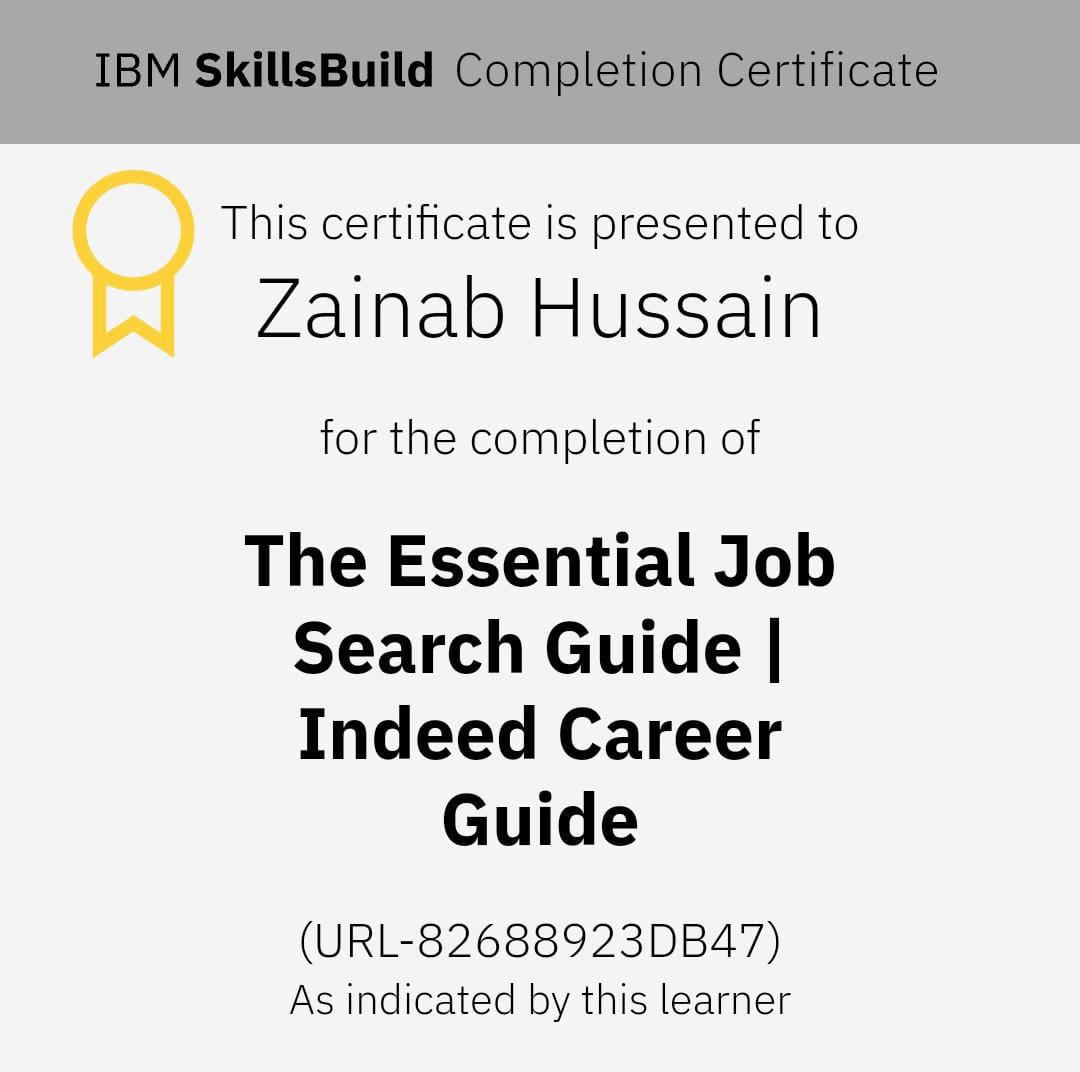 IBM SkillsBuild Completion Certificate
This certificate is presented to
Zainab Hussain
for the completion of
The Essential Job
Search Guide |
Indeed Career
Guide
(URL-82688923DB47)
As indicated by this learner